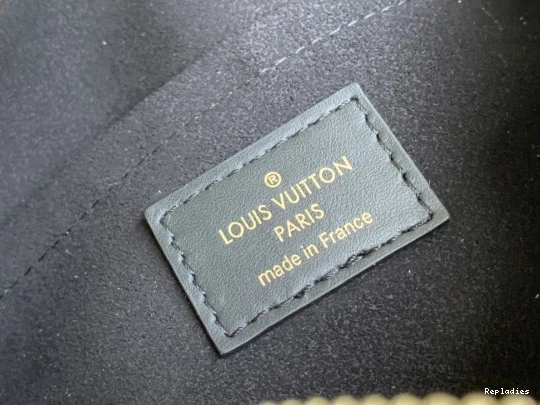 ®
LOUIS VUITTON
PARIS
made in France
Repladies